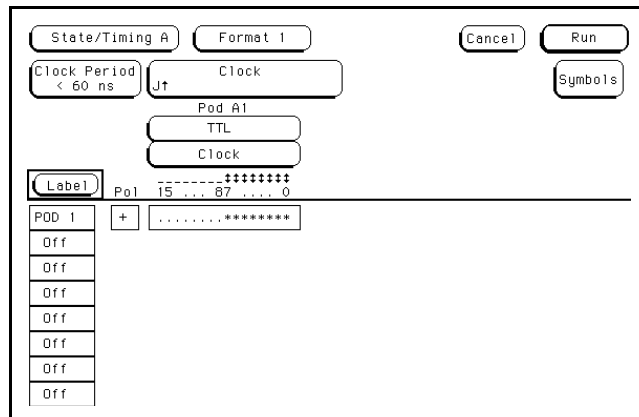 State/Timing A Format 1 Cancel Run
Clock Period < 60 ns
Clock
J↑
Symbols
Pod A1
TTL
Clock
Label Pol 15 ... 87 .... 0
--------↕↕↕↕↕↕↕↕
POD 1 + ........********
Off
Off
Off
Off
Off
Off
Off